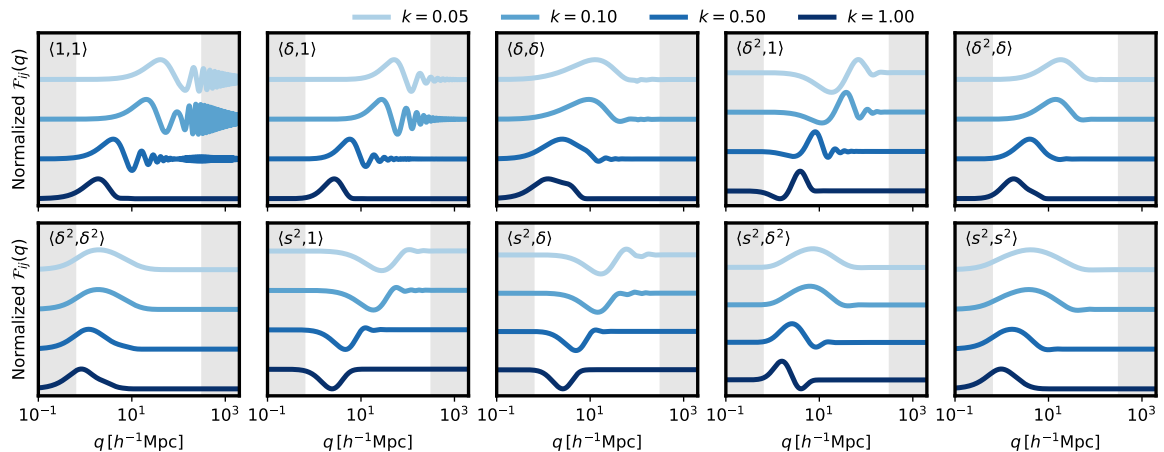 k = 0.05 k = 0.10 k = 0.50 k = 1.00
Normalized 𝓕ij(q)
⟨1,1⟩ ⟨δ,1⟩ ⟨δ,δ⟩ ⟨δ²,1⟩ ⟨δ²,δ⟩
Normalized 𝓕ij(q)
⟨δ²,δ²⟩ ⟨s²,1⟩ ⟨s²,δ⟩ ⟨s²,δ²⟩ ⟨s²,s²⟩
10⁻¹ 10¹ 10³ 10⁻¹ 10¹ 10³ 10⁻¹ 10¹ 10³ 10⁻¹ 10¹ 10³ 10⁻¹ 10¹ 10³
q [h⁻¹Mpc] q [h⁻¹Mpc] q [h⁻¹Mpc] q [h⁻¹Mpc] q [h⁻¹Mpc]